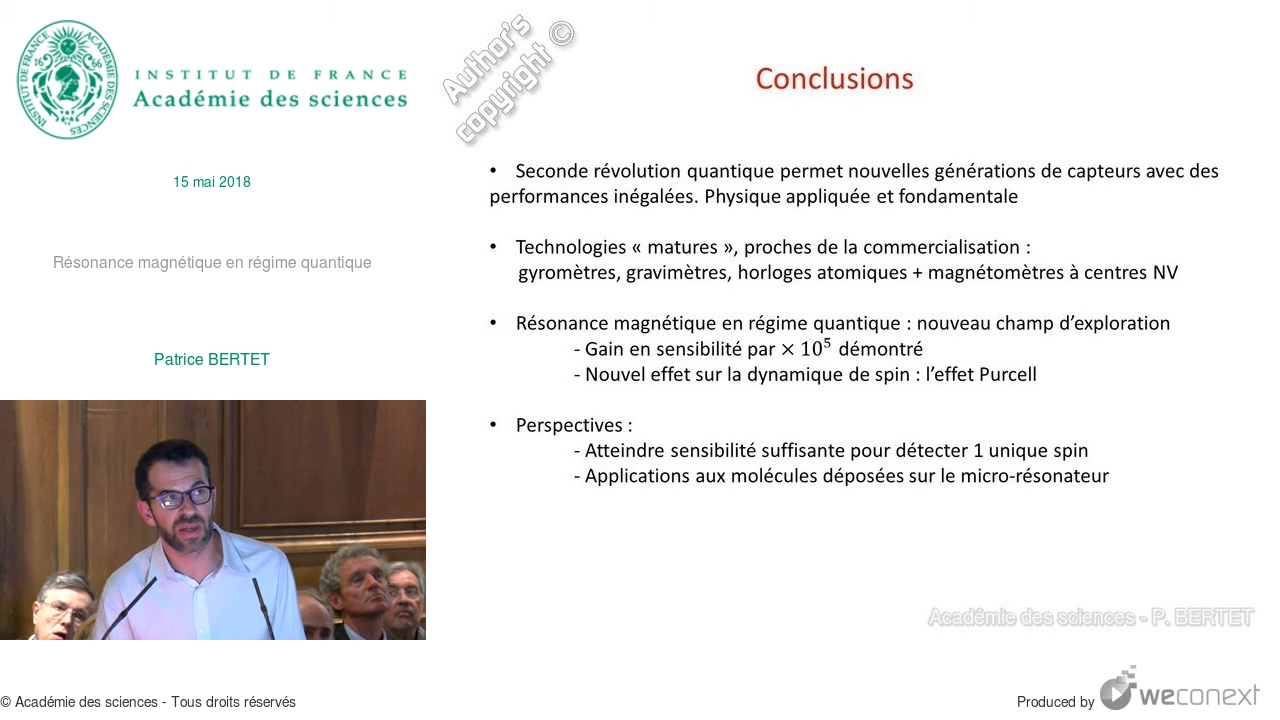 INSTITUT DE FRANCE
Académie des sciences
15 mai 2018
Résonance magnétique en régime quantique
Patrice BERTET
Author's
copyright ©
Conclusions
• Seconde révolution quantique permet nouvelles générations de capteurs avec des
performances inégalées. Physique appliquée et fondamentale
• Technologies « matures », proches de la commercialisation :
gyromètres, gravimètres, horloges atomiques + magnétomètres à centres NV
• Résonance magnétique en régime quantique : nouveau champ d’exploration
- Gain en sensibilité par × 10⁵ démontré
- Nouvel effet sur la dynamique de spin : l’effet Purcell
• Perspectives :
- Atteindre sensibilité suffisante pour détecter 1 unique spin
- Applications aux molécules déposées sur le micro-résonateur
Académie des sciences - P. BERTET
© Académie des sciences - Tous droits réservés
Produced by weconext